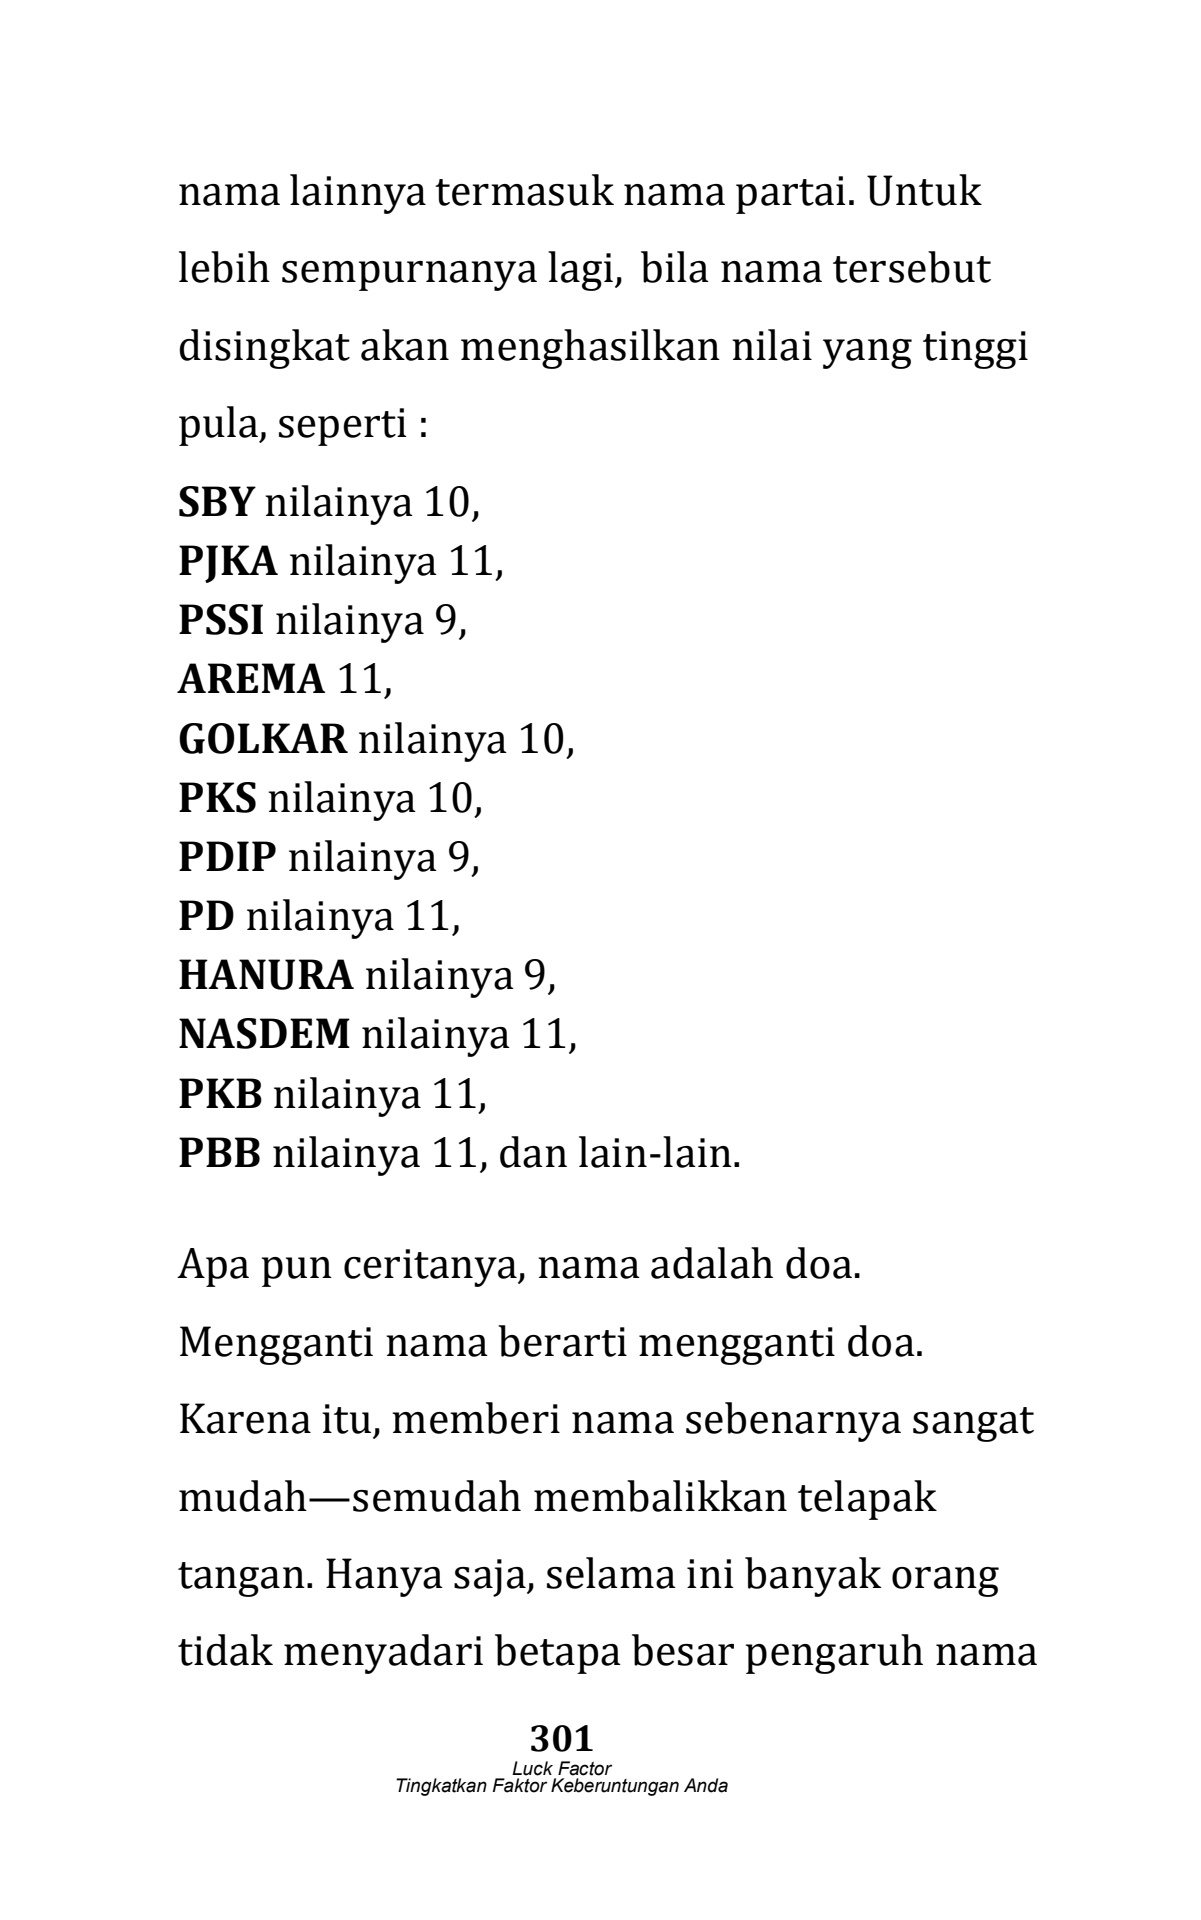 nama lainnya termasuk nama partai. Untuk
lebih sempurnanya lagi, bila nama tersebut
disingkat akan menghasilkan nilai yang tinggi
pula, seperti :
SBY nilainya 10,
PJKA nilainya 11,
PSSI nilainya 9,
AREMA 11,
GOLKAR nilainya 10,
PKS nilainya 10,
PDIP nilainya 9,
PD nilainya 11,
HANURA nilainya 9,
NASDEM nilainya 11,
PKB nilainya 11,
PBB nilainya 11, dan lain-lain.
Apa pun ceritanya, nama adalah doa.
Mengganti nama berarti mengganti doa.
Karena itu, memberi nama sebenarnya sangat
mudah—semudah membalikkan telapak
tangan. Hanya saja, selama ini banyak orang
tidak menyadari betapa besar pengaruh nama
301
Luck Factor
Tingkatkan Faktor Keberuntungan Anda